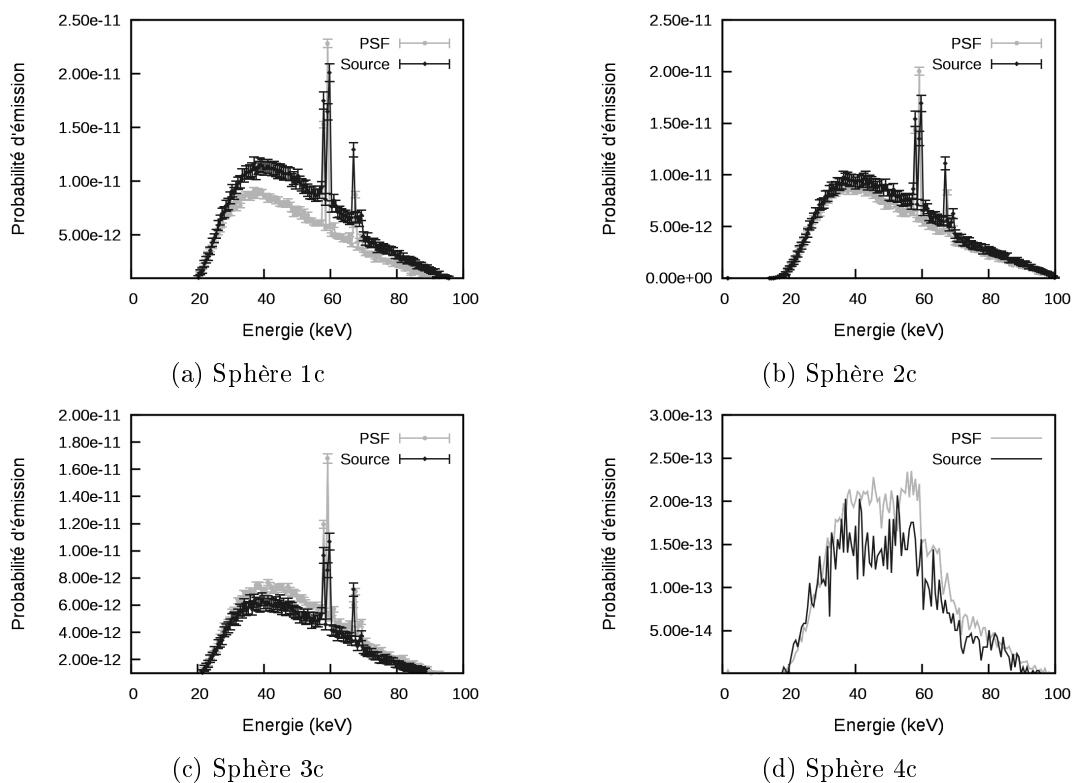 2.50e-11
2.00e-11
1.50e-11
1.00e-11
5.00e-12
0 20 40 60 80 100
Probabilité d'émission
Energie (keV)
PSF
Source
(a) Sphère 1c
2.50e-11
2.00e-11
1.50e-11
1.00e-11
5.00e-12
0.00e+00
0 20 40 60 80 100
Probabilité d'émission
Energie (keV)
PSF
Source
(b) Sphère 2c
2.00e-11
1.80e-11
1.60e-11
1.40e-11
1.20e-11
1.00e-11
8.00e-12
6.00e-12
4.00e-12
2.00e-12
0 20 40 60 80 100
Probabilité d'émission
Energie (keV)
PSF
Source
(c) Sphère 3c
3.00e-13
2.50e-13
2.00e-13
1.50e-13
1.00e-13
5.00e-14
0 20 40 60 80 100
Probabilité d'émission
Energie (keV)
PSF
Source
(d) Sphère 4c